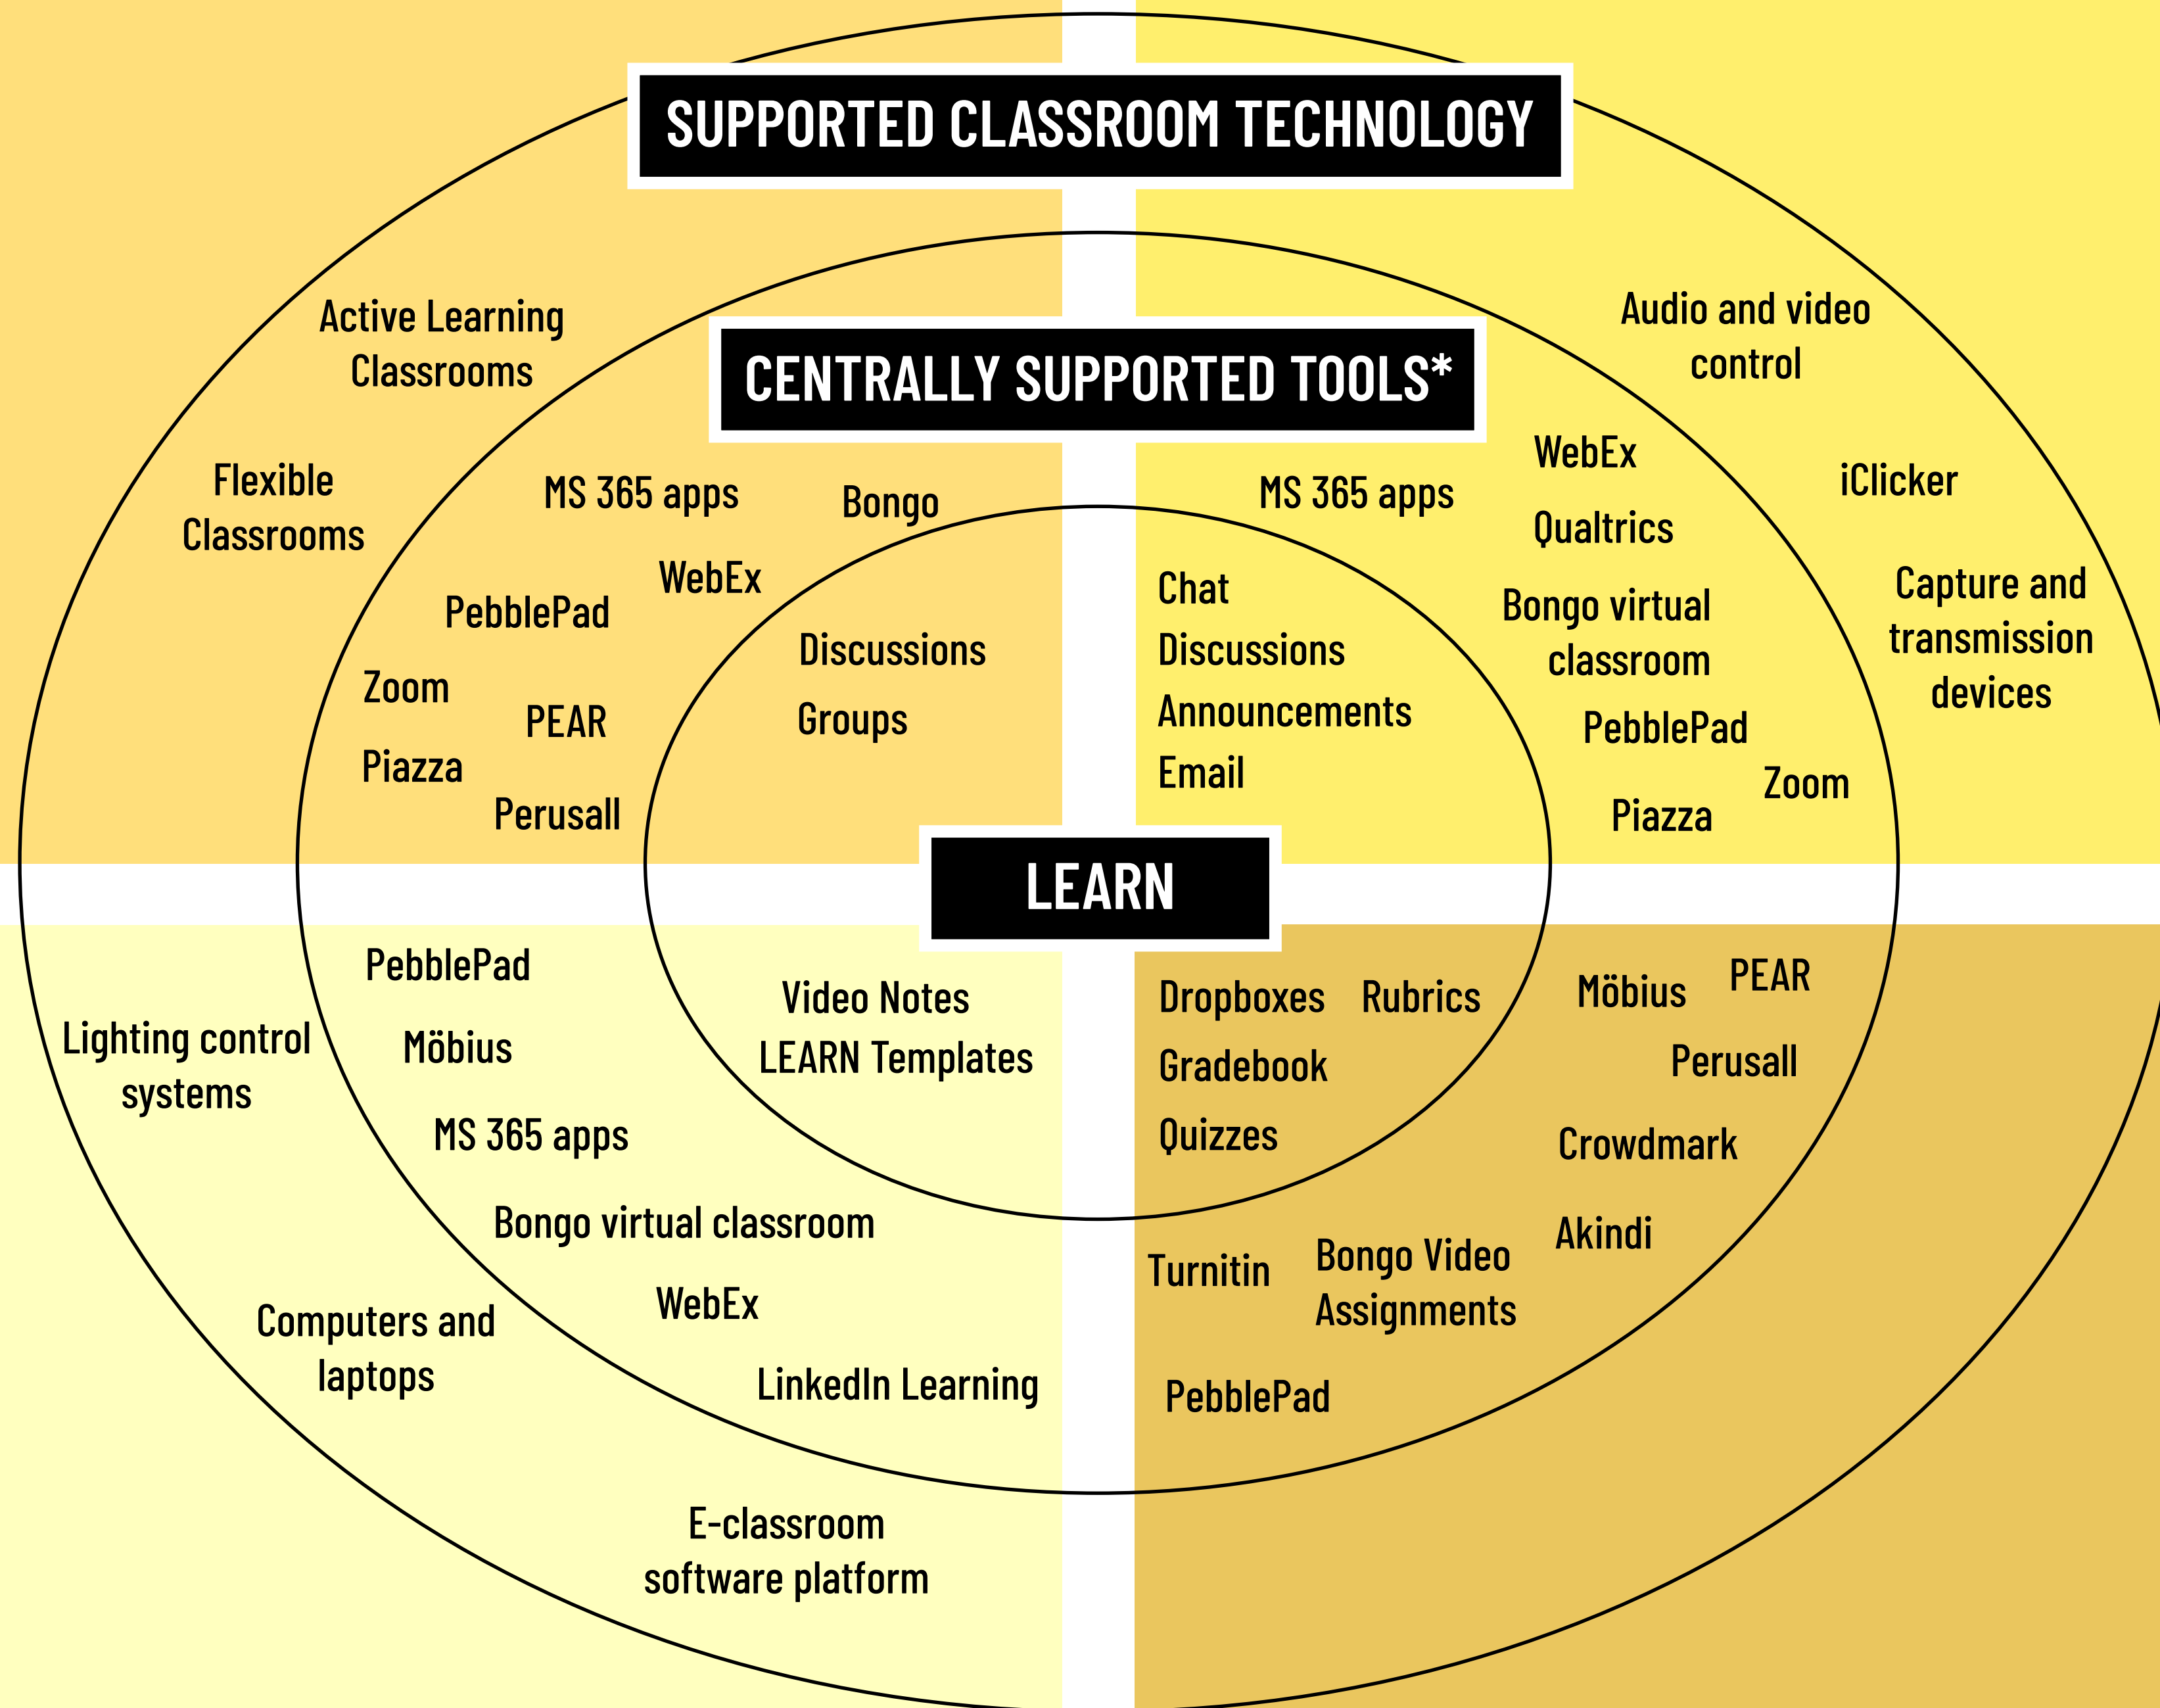 SUPPORTED CLASSROOM TECHNOLOGY
CENTRALLY SUPPORTED TOOLS*
LEARN
Active Learning
Classrooms
Flexible
Classrooms
MS 365 apps
Bongo
WebEx
PebblePad
Zoom
PEAR
Piazza
Perusall
Discussions
Groups
Audio and video
control
iClicker
Capture and
transmission
devices
WebEx
MS 365 apps
Qualtrics
Bongo virtual
classroom
PebblePad
Zoom
Piazza
Chat
Discussions
Announcements
Email
Lighting control
systems
Computers and
laptops
E-classroom
software platform
PebblePad
Möbius
MS 365 apps
Bongo virtual classroom
WebEx
LinkedIn Learning
Video Notes
LEARN Templates
Dropboxes Rubrics
Gradebook
Quizzes
Möbius
PEAR
Perusall
Crowdmark
Akindi
Turnitin
Bongo Video
Assignments
PebblePad